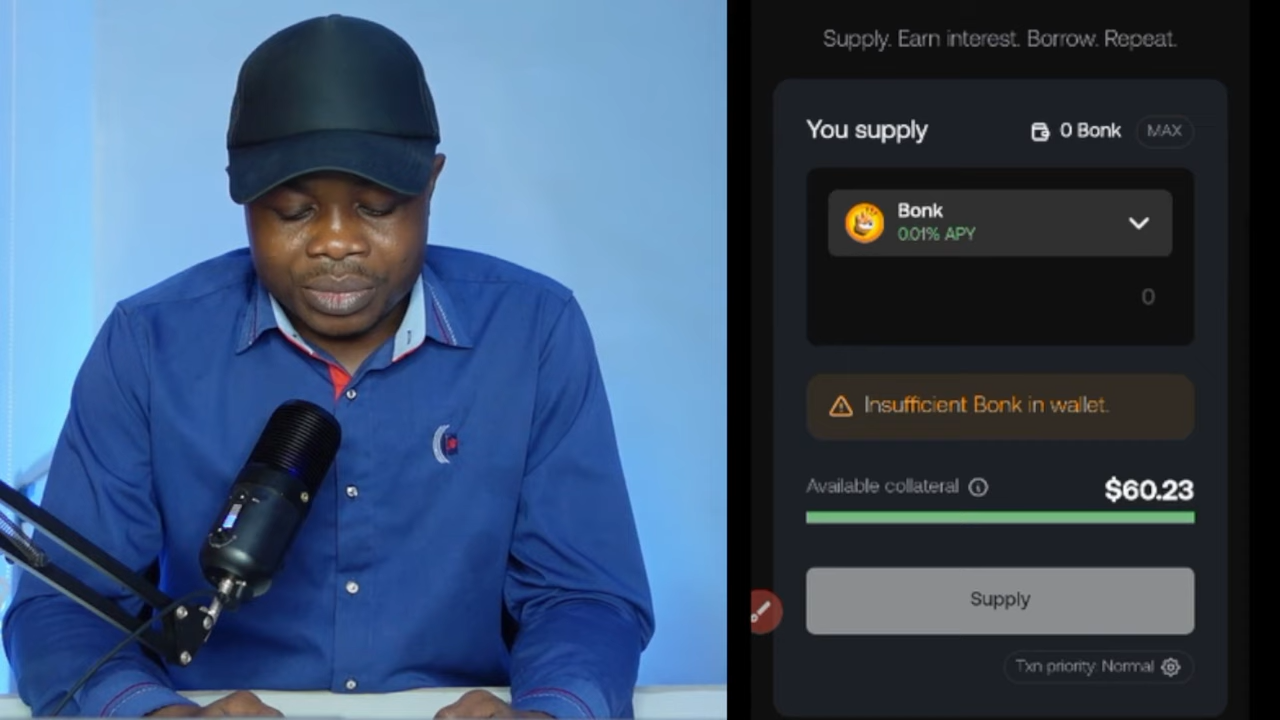 Supply. Earn interest. Borrow. Repeat.
You supply
0 Bonk
MAX
Bonk
0.01% APY
0
Insufficient Bonk in wallet.
Available collateral
$60.23
Supply
Txn priority: Normal